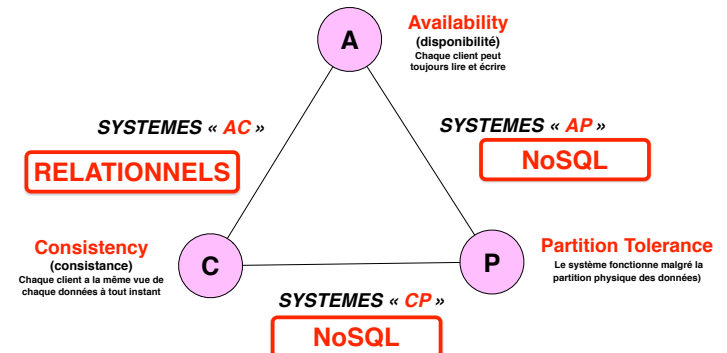 A
Availability
(disponibilité)
Chaque client peut
toujours lire et écrire
SYSTEMES « AC »
RELATIONNELS
SYSTEMES « AP »
NoSQL
Consistency
(consistance)
Chaque client a la même vue de
chaque données à tout instant
C
P
Partition Tolerance
Le système fonctionne malgré la
partition physique des données)
SYSTEMES « CP »
NoSQL